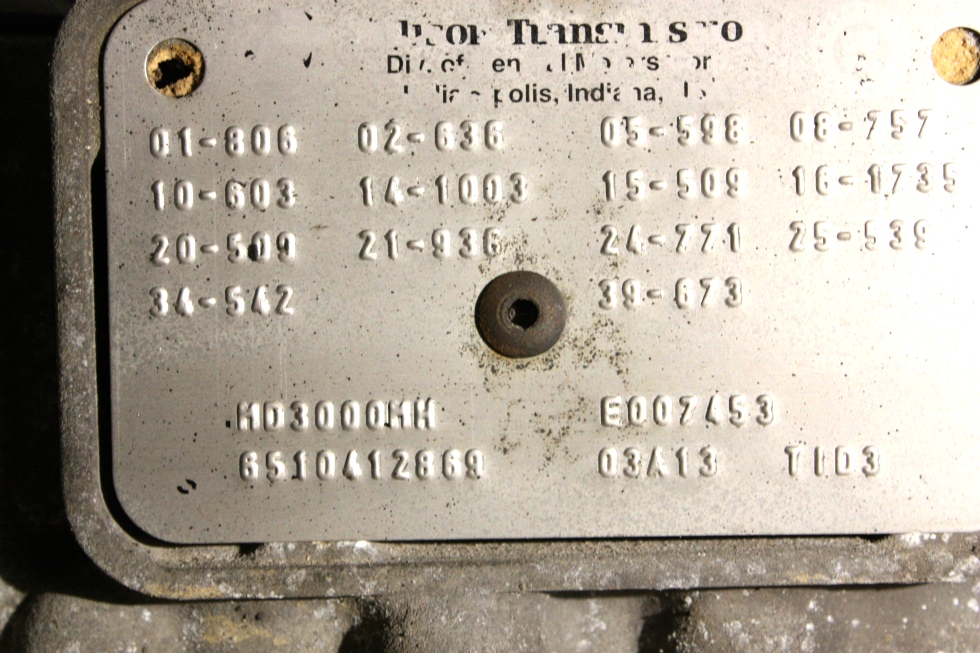 polis, Indiana,
01-806 02-636 05-598 08-757
10-603 14-1003 15-509 16-1735
20-509 21-936 24-771 25-539
34-542 39-673
MD3000MH E007453
6510412869 03A13 TID3